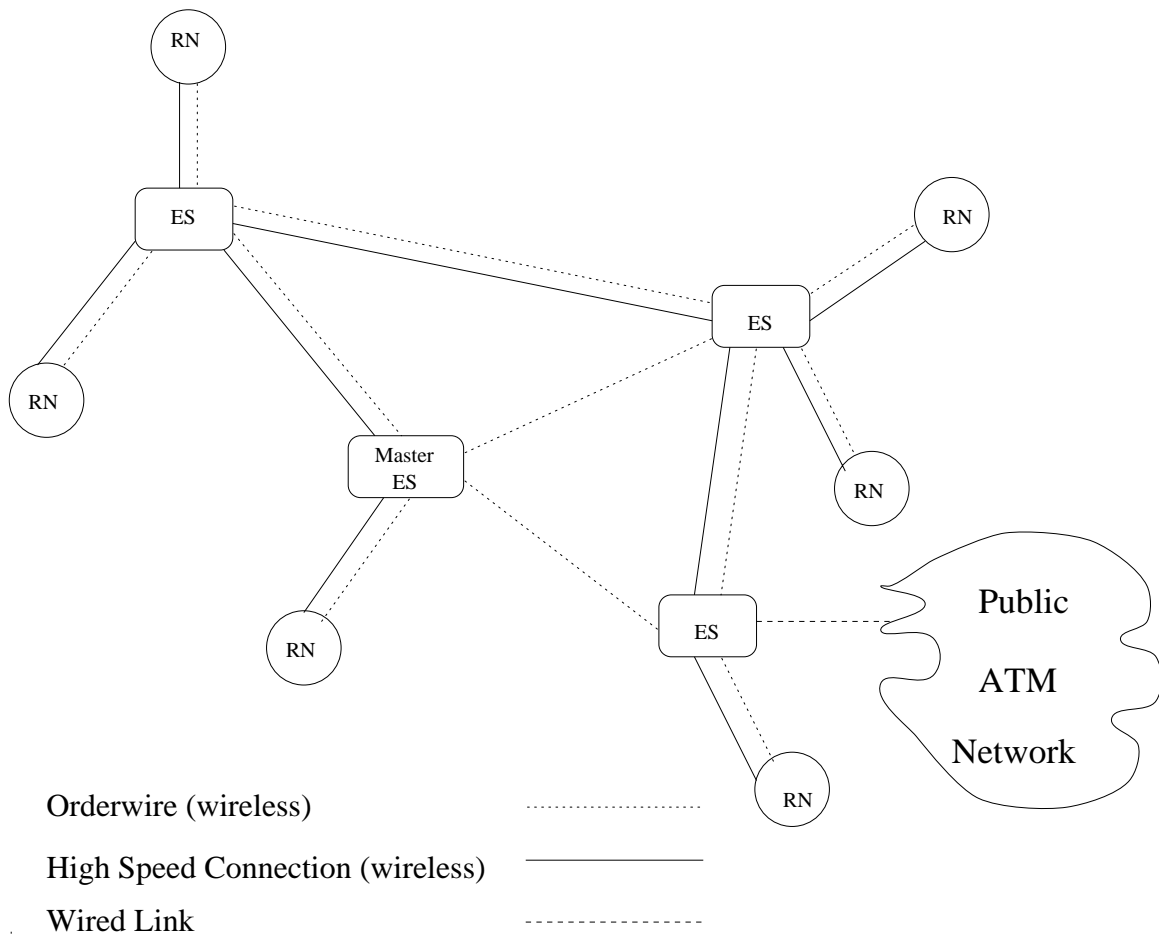 RN
ES
RN
RN
ES
Master
ES
RN
RN
ES
RN
Public
ATM
Network
Orderwire (wireless)
High Speed Connection (wireless)
Wired Link